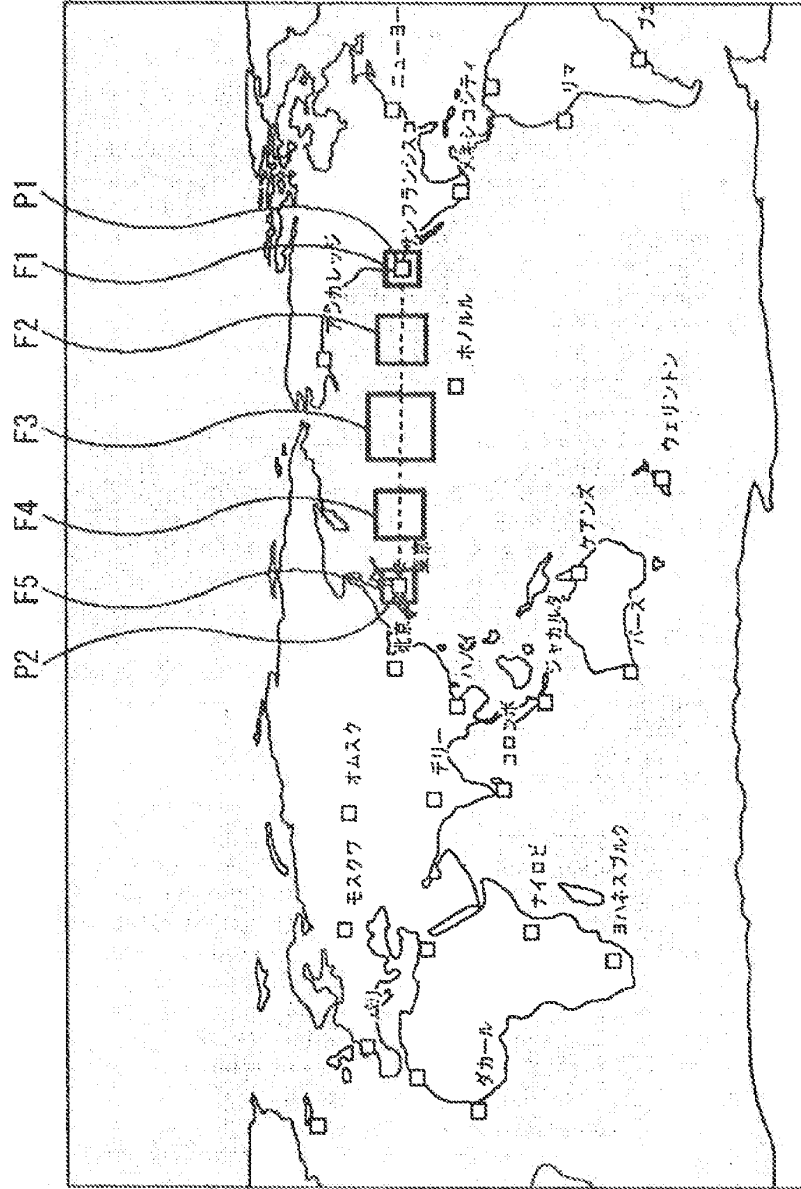 P2
F5
F4
F3
F2
F1
P1
モスクワ
オムスク
パリ
北京
東京
アンカレッジ
サンフランシスコ
ニューヨー
デリー
ハノイ
ホノルル
メキシコシティ
ダカール
コロンボ
ナイロビ
ジャカルタ
ケアンズ
リマ
ヨハネスブルク
パース
ウェリントン
ブエ